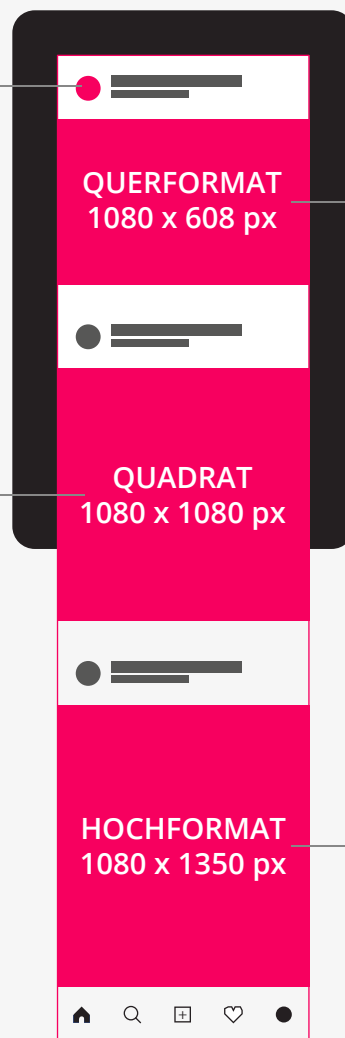 QUERFORMAT
1080 x 608 px
QUADRAT
1080 x 1080 px
HOCHFORMAT
1080 x 1350 px